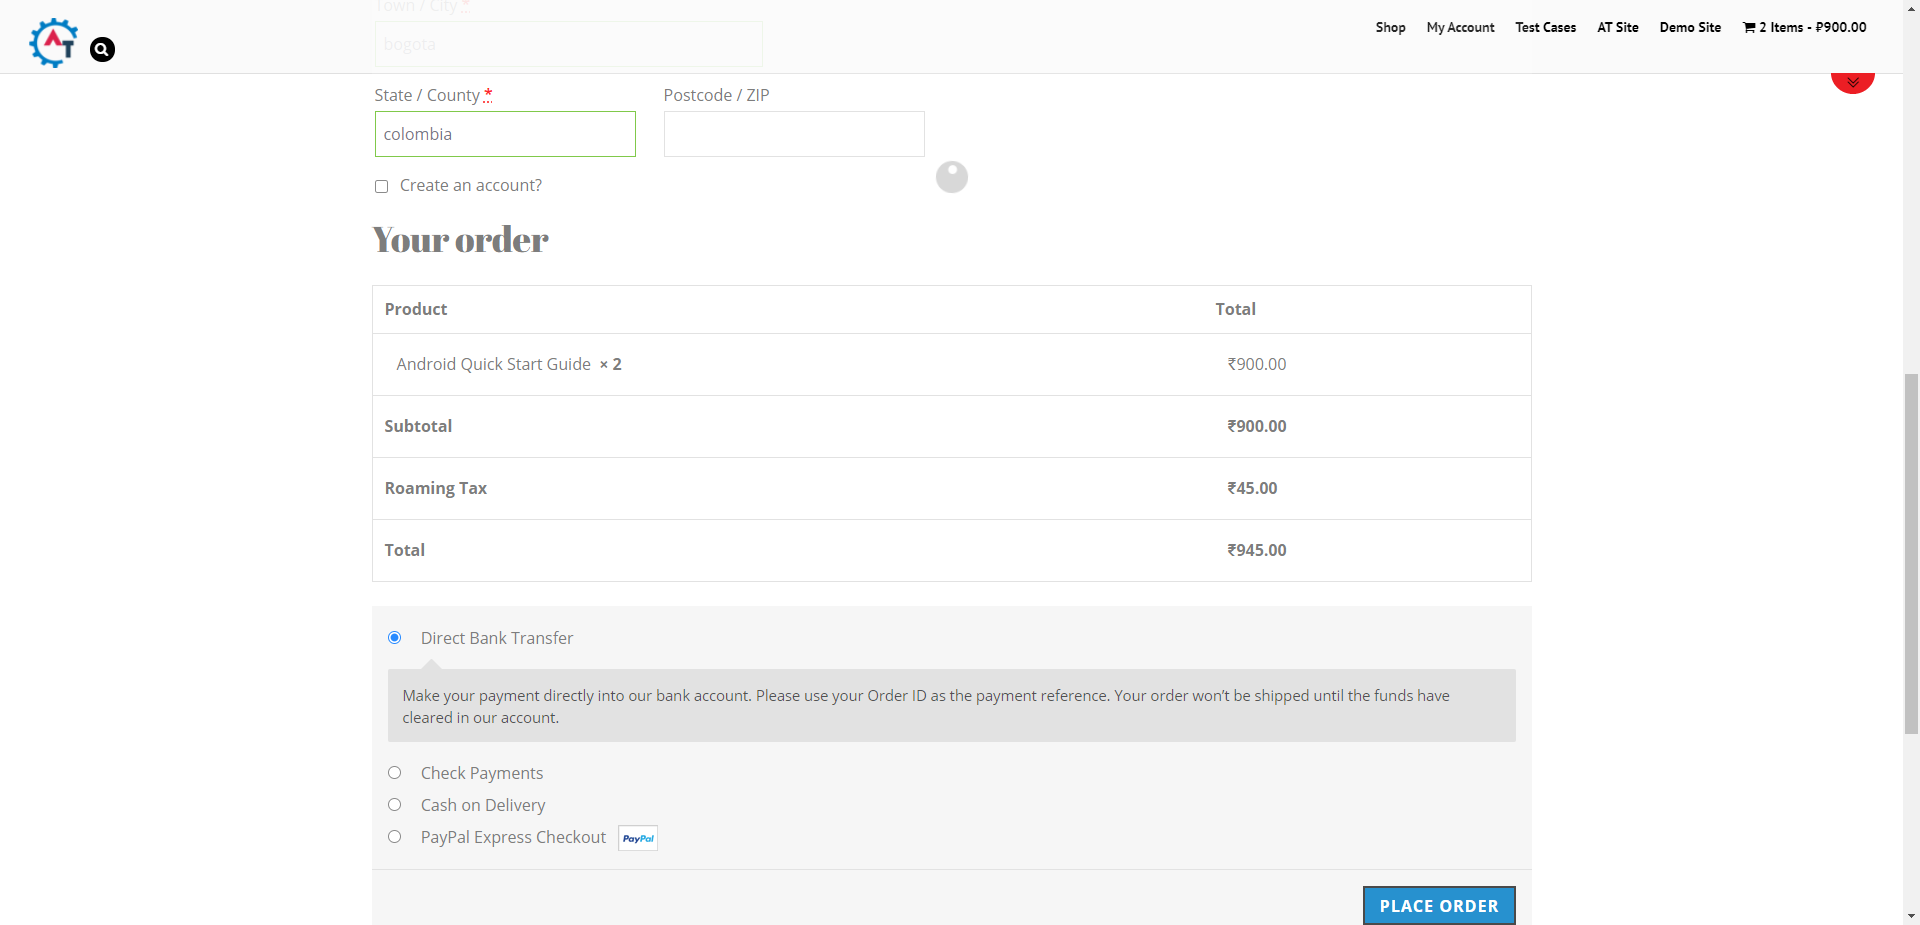 Town / City *
bogota
AT
Shop My Account Test Cases AT Site Demo Site 2 Items - ₽900.00
State / County * Postcode / ZIP
colombia
Create an account?
Your order
Product Total
Android Quick Start Guide × 2 ₹900.00
Subtotal ₹900.00
Roaming Tax ₹45.00
Total ₹945.00
Direct Bank Transfer
Make your payment directly into our bank account. Please use your Order ID as the payment reference. Your order won’t be shipped until the funds have
cleared in our account.
Check Payments
Cash on Delivery
PayPal Express Checkout PayPal
PLACE ORDER